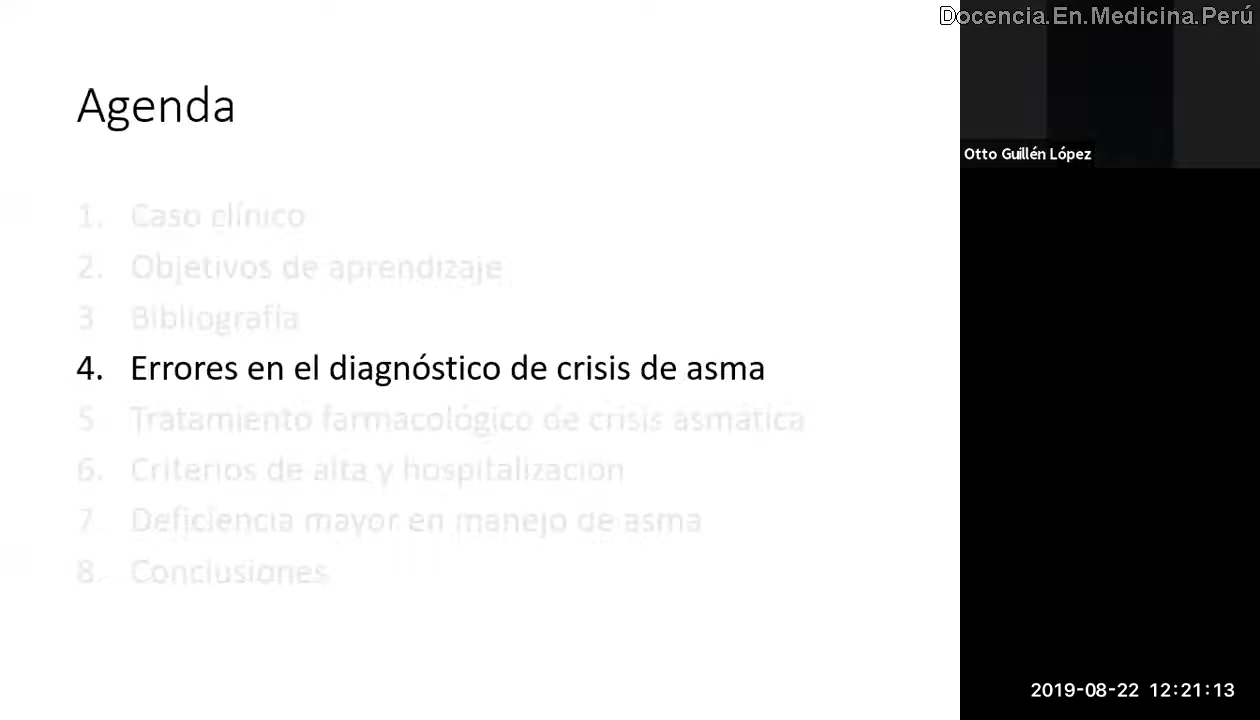 Docencia.En.Medicina.Perú
Agenda
Otto Guillén López
1. Caso clínico
2. Objetivos de aprendizaje
3 Bibliografía
4. Errores en el diagnóstico de crisis de asma
5 Tratamiento farmacológico de crisis asmática
6. Criterios de alta y hospitalización
7 Deficiencia mayor en manejo de asma
8. Conclusiones
2019-08-22 12:21:13